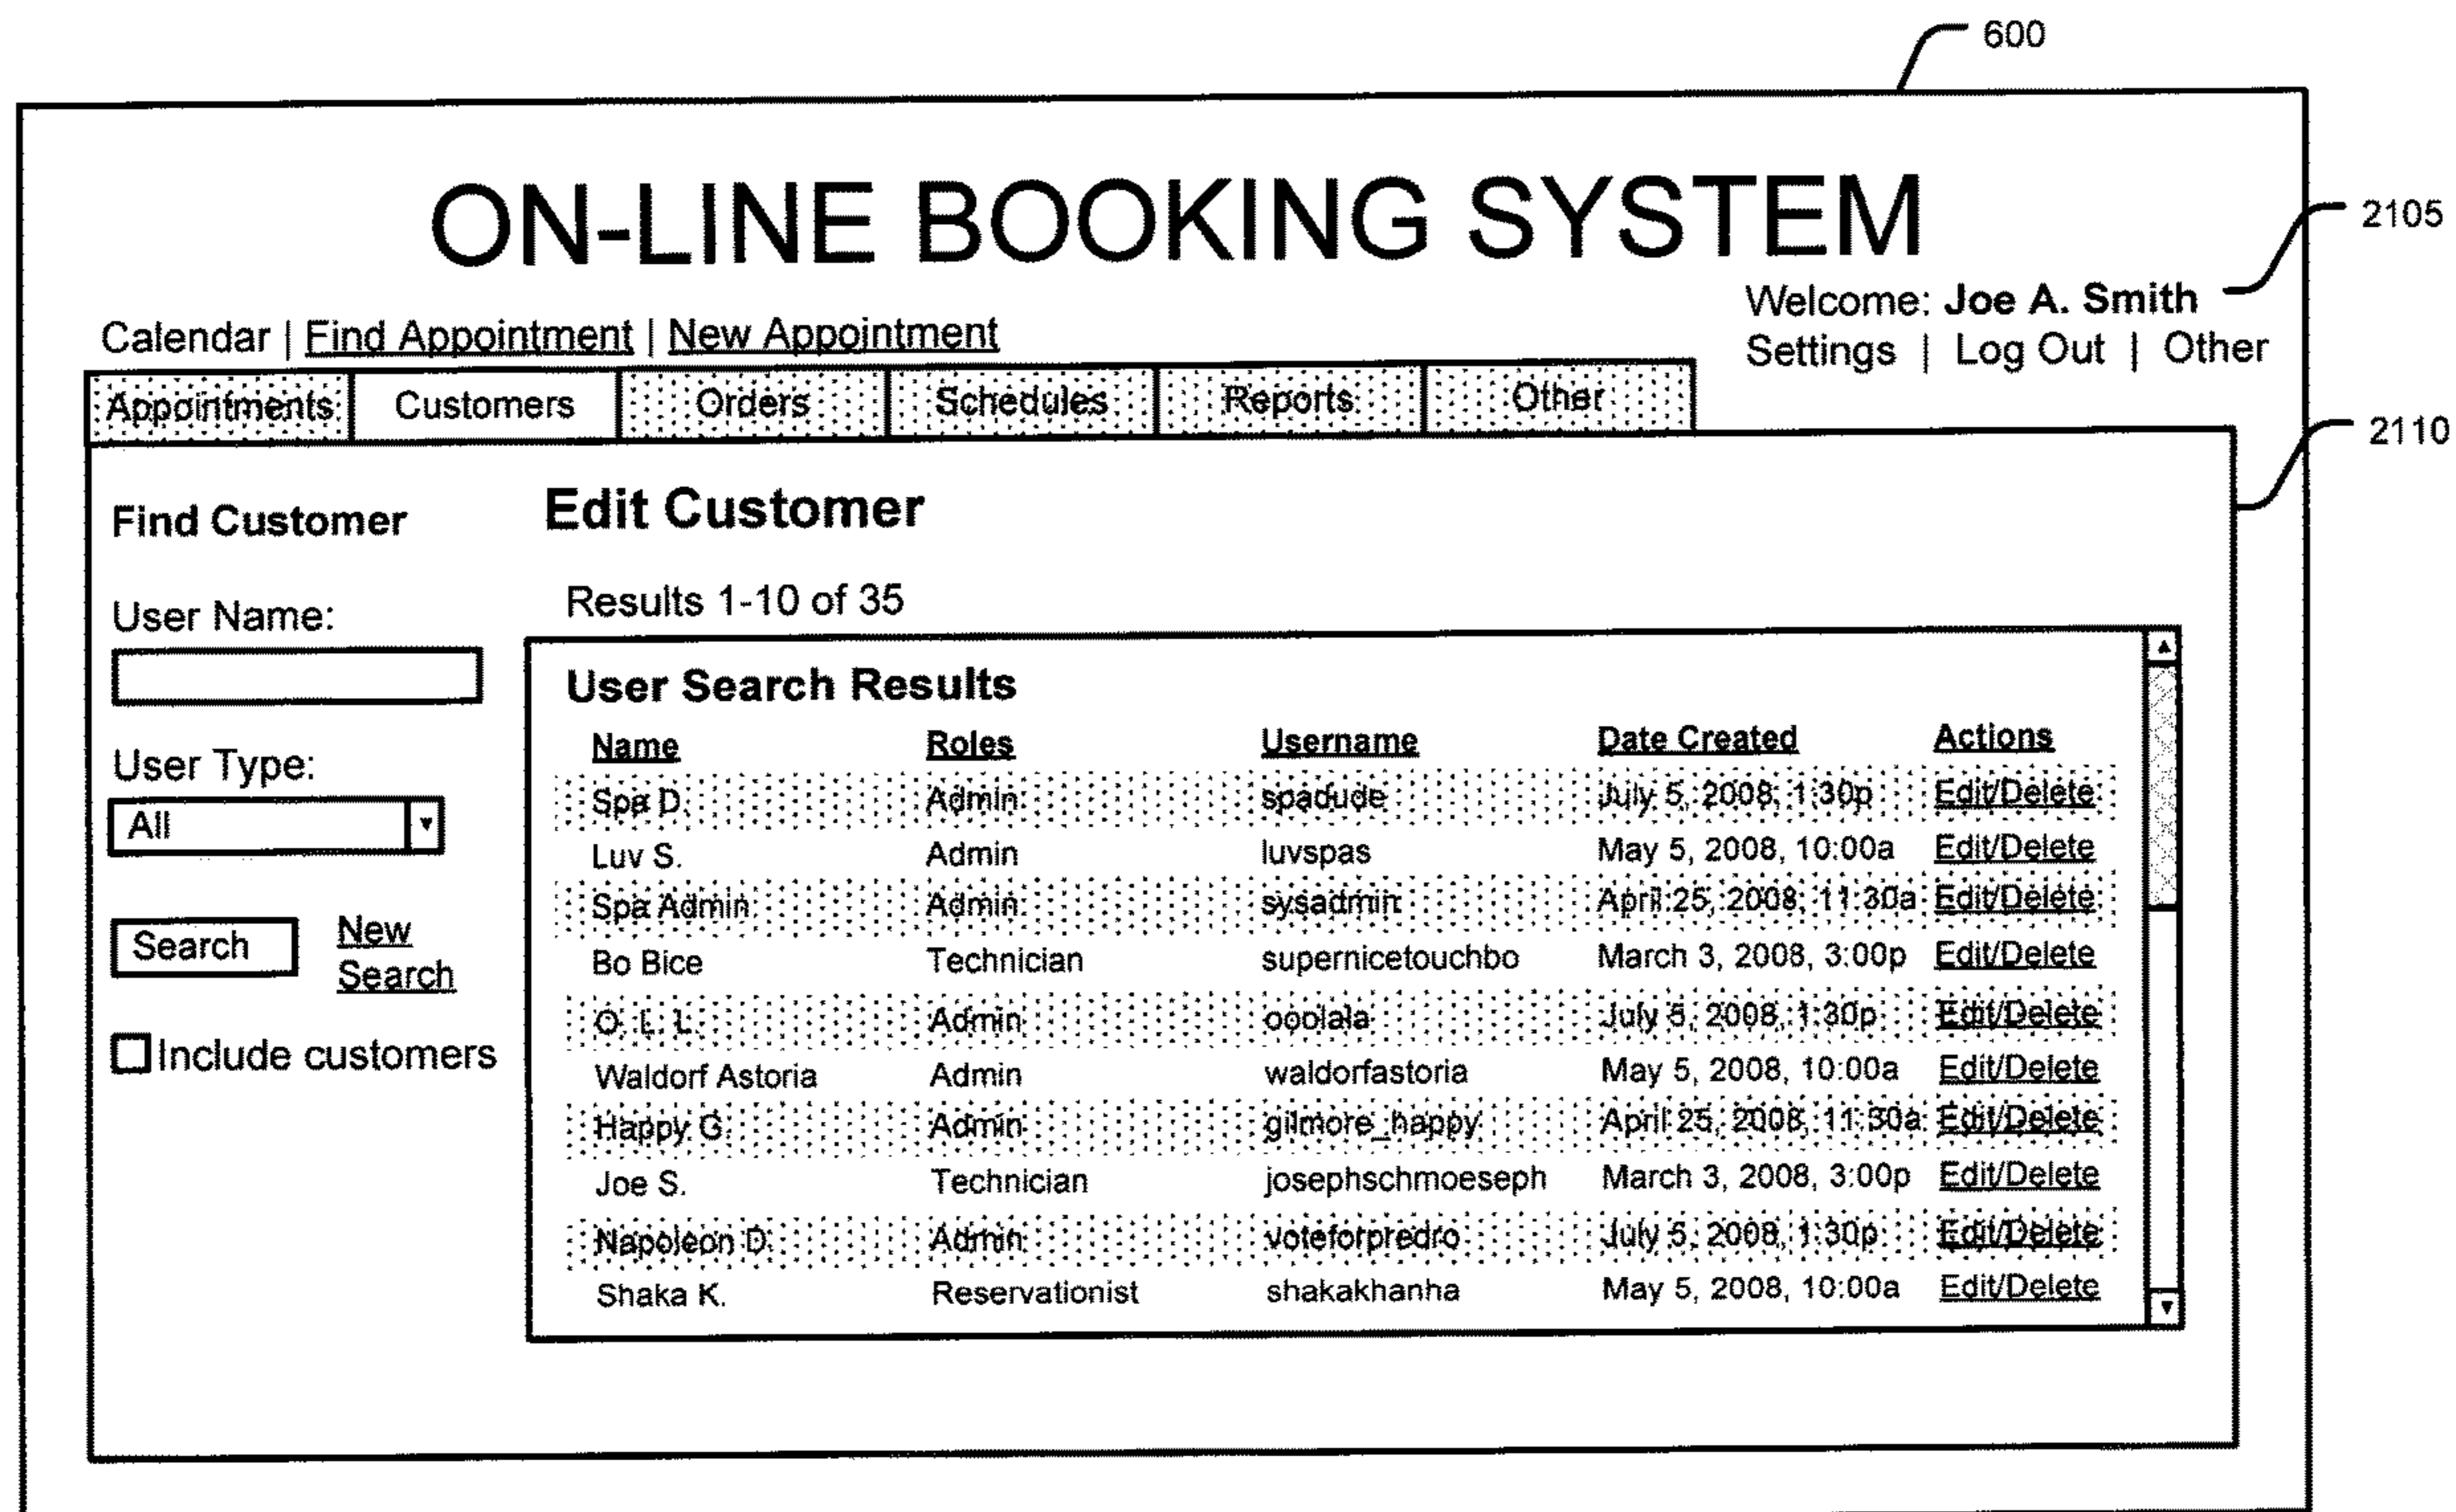 600
ON-LINE BOOKING SYSTEM
2105
Welcome: Joe A. Smith
Calendar | Find Appointment | New Appointment
Settings | Log Out | Other
Appointments Customers Orders Schedules Reports Other
2110
Find Customer
Edit Customer
User Name:
Results 1-10 of 35
User Search Results
Name Roles Username Date Created Actions
User Type:
All
Search
New
Search
Include customers
Spa D. Admin spadude July 5, 2008, 1:30p Edit/Delete
Luv S. Admin luvspas May 5, 2008, 10:00a Edit/Delete
Spa Admin Admin sysadmin April 25, 2008, 11:30a Edit/Delete
Bo Bice Technician supernicetouchbo March 3, 2008, 3:00p Edit/Delete
O. L. L. Admin ooolala July 5, 2008, 1:30p Edit/Delete
Waldorf Astoria Admin waldorfastoria May 5, 2008, 10:00a Edit/Delete
Happy G. Admin gilmore_happy April 25, 2008, 11:30a Edit/Delete
Joe S. Technician josephschmoeseph March 3, 2008, 3:00p Edit/Delete
Napoleon D. Admin voteforpredro July 5, 2008, 1:30p Edit/Delete
Shaka K. Reservationist shakakhanha May 5, 2008, 10:00a Edit/Delete